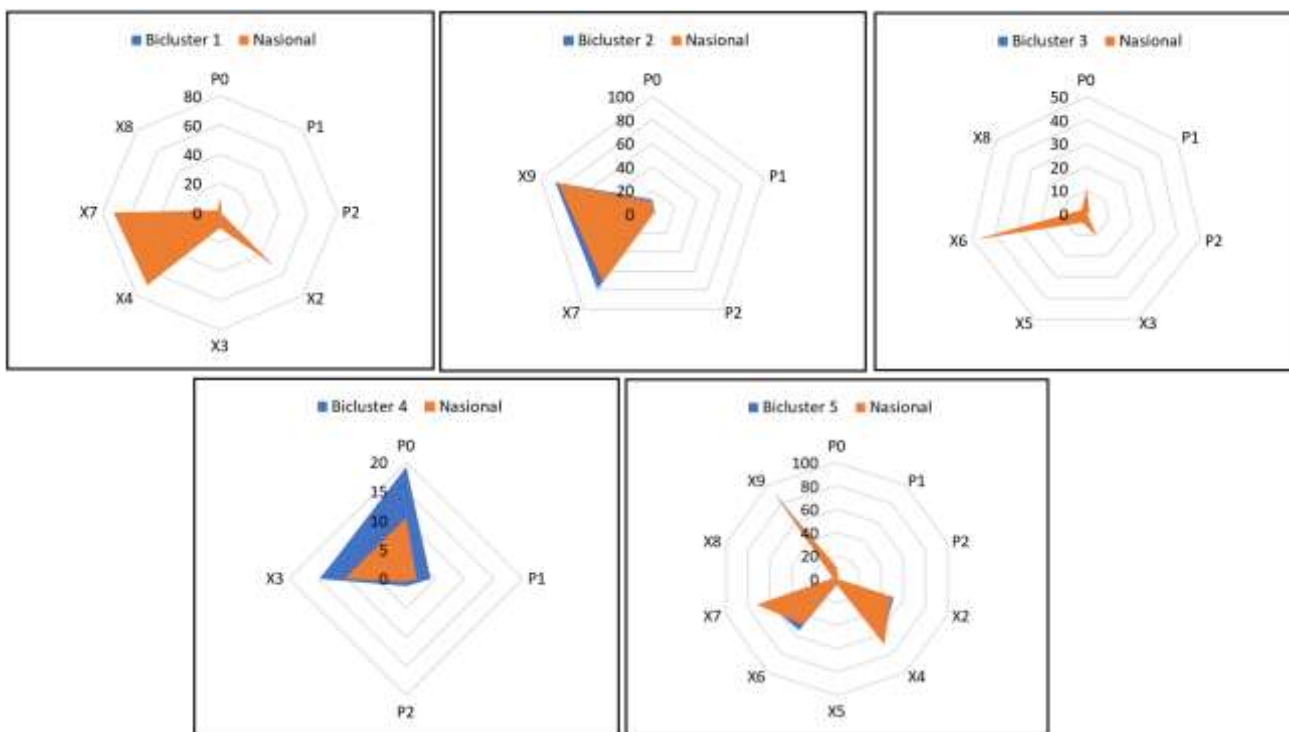 Bicluster 1 Nasional
P0
80
60
40
20
0
P1
P2
X2
X3
X4
X7
X8
Bicluster 2 Nasional
P0
100
80
60
40
20
0
P1
P2
X7
X9
Bicluster 3 Nasional
P0
50
40
30
20
10
0
P1
P2
X3
X5
X6
X8
Bicluster 4 Nasional
P0
20
15
10
5
0
P1
P2
X3
Bicluster 5 Nasional
P0
100
80
60
40
20
0
P1
P2
X2
X4
X5
X6
X7
X8
X9